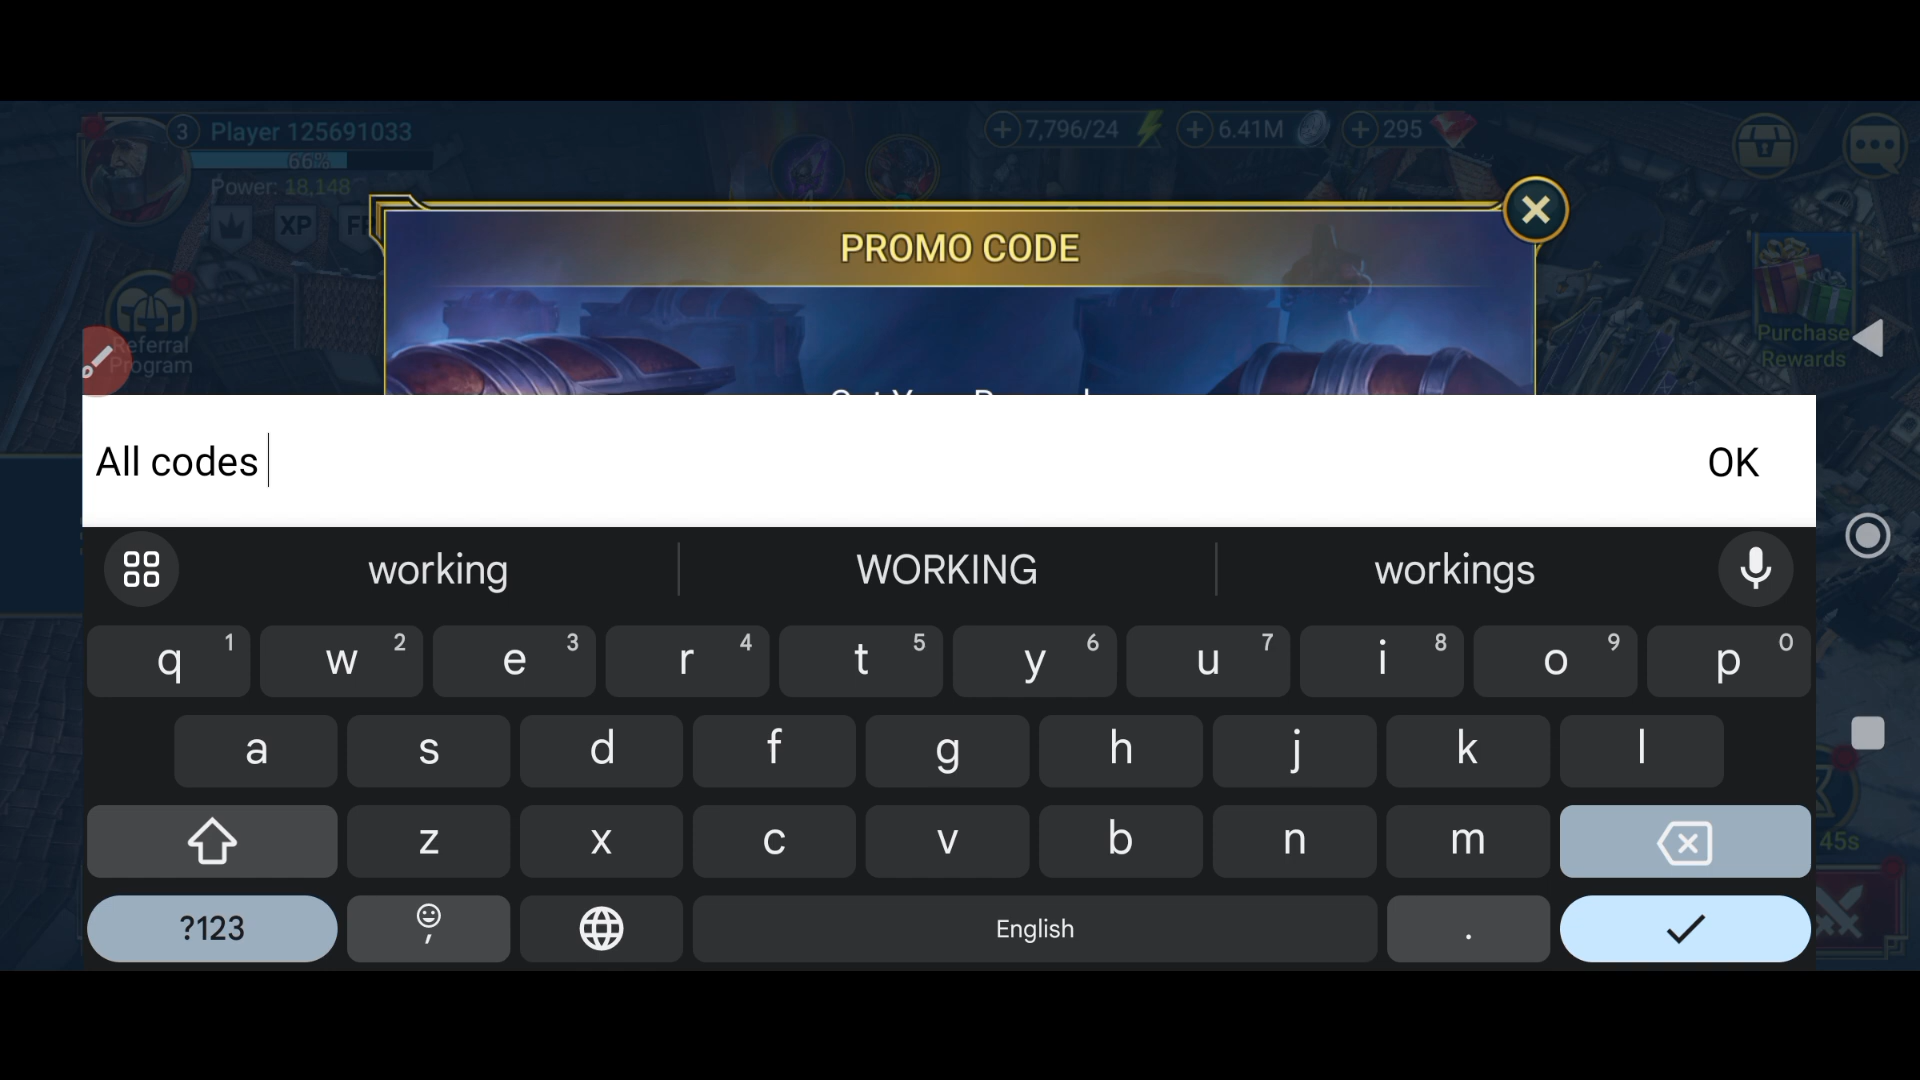 3 Player 125691033
7,796/24
6.41M
295
66%
Power: 18,148
XP
PROMO CODE
Referral
Program
Purchase
Rewards
All codes
OK
working
WORKING
workings
q 1 w 2 e 3 r 4 t 5 y 6 u 7 i 8 o 9 p 0
a s d f g h j k l
z x c v b n m
45s
?123 , English .